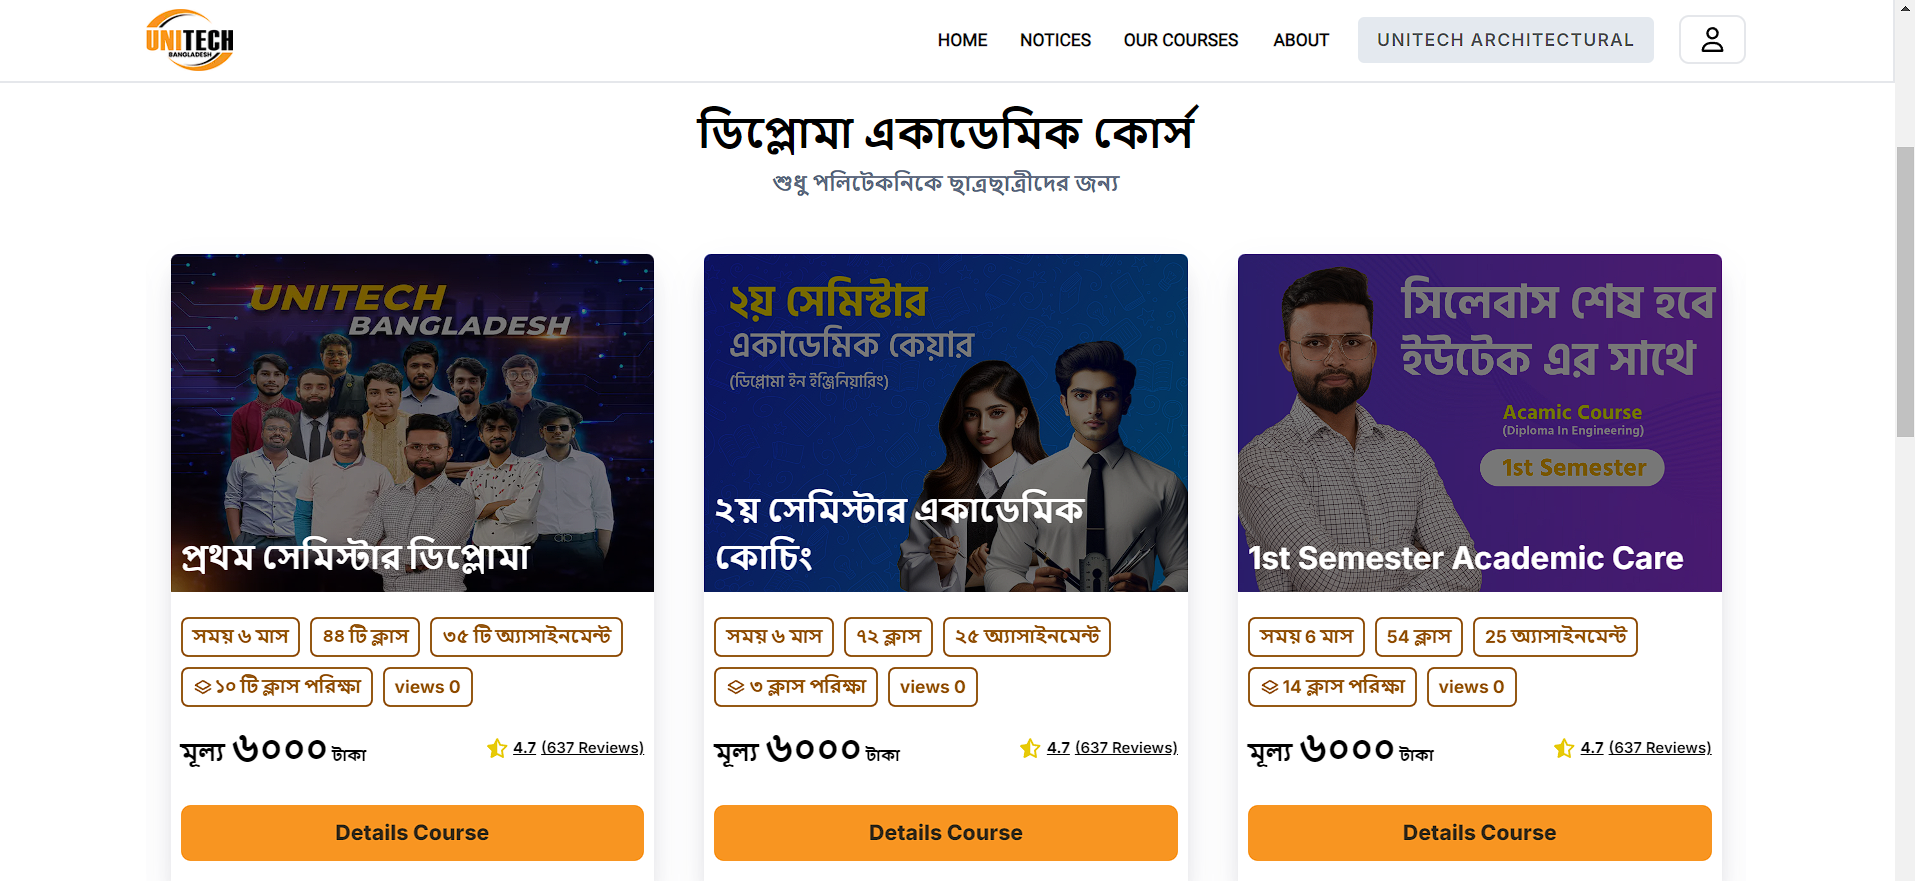 UNITECH
BANGLADESH
HOME NOTICES OUR COURSES ABOUT UNITECH ARCHITECTURAL
ডিপ্লোমা একাডেমিক কোর্স
শুধু পলিটেকনিকে ছাত্রছাত্রীদের জন্য
UNITECH
BANGLADESH
প্রথম সেমিস্টার ডিপ্লোমা
সময় ৬ মাস ৪৪ টি ক্লাস ৩৫ টি অ্যাসাইনমেন্ট
১০ টি ক্লাস পরিক্ষা views 0
মূল্য ৬০০০ টাকা 4.7 (637 Reviews)
Details Course
২য় সেমিস্টার
একাডেমিক কেয়ার
(ডিপ্লোমা ইন ইঞ্জিনিয়ারিং)
২য় সেমিস্টার একাডেমিক
কোচিং
সময় ৬ মাস ৭২ ক্লাস ২৫ অ্যাসাইনমেন্ট
৩ ক্লাস পরিক্ষা views 0
মূল্য ৬০০০ টাকা 4.7 (637 Reviews)
Details Course
সিলেবাস শেষ হবে
ইউটেক এর সাথে
Acamic Course
(Diploma In Engineering)
1st Semester
1st Semester Academic Care
সময় 6 মাস 54 ক্লাস 25 অ্যাসাইনমেন্ট
14 ক্লাস পরিক্ষা views 0
মূল্য ৬০০০ টাকা 4.7 (637 Reviews)
Details Course